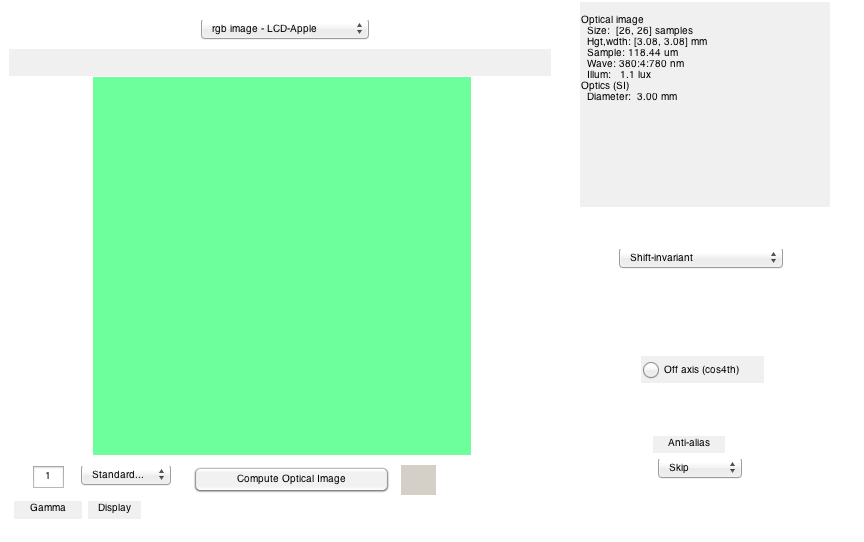 rgb image - LCD-Apple
Optical image
Size: [26, 26] samples
Hgt,wdth: [3.08, 3.08] mm
Sample: 118.44 um
Wave: 380:4:780 nm
Illum: 1.1 lux
Optics (SI)
Diameter: 3.00 mm
Shift-invariant
Off axis (cos4th)
Anti-alias
Skip
1
Standard...
Compute Optical Image
Gamma
Display